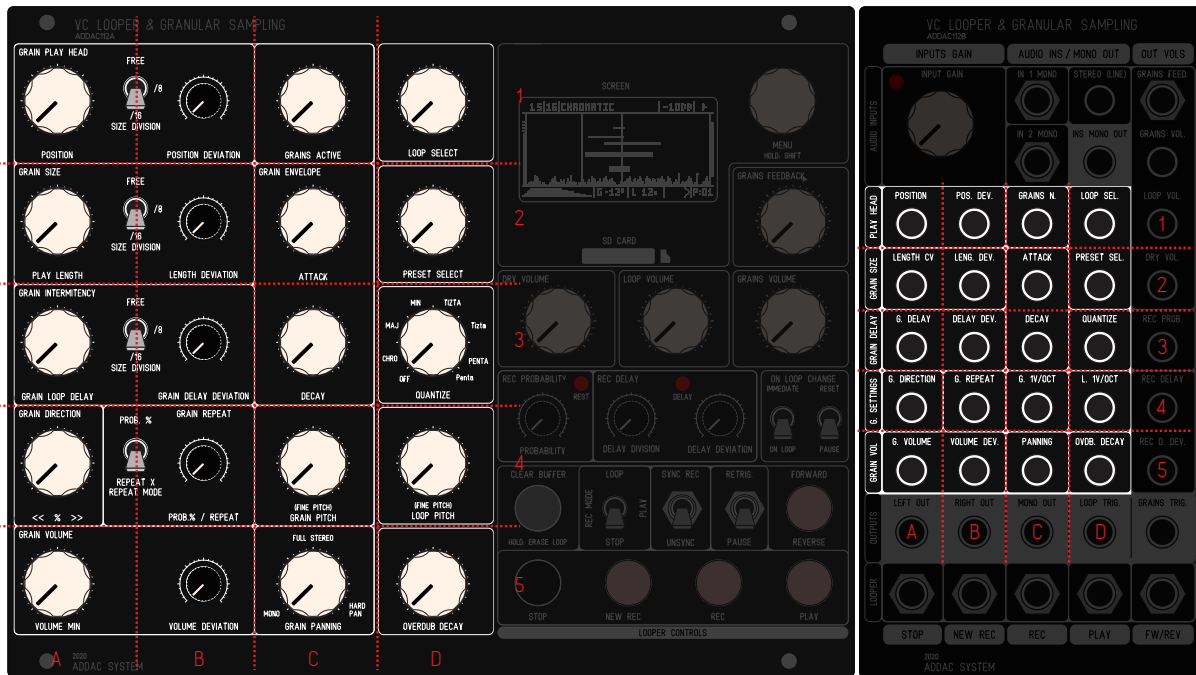 VC LOOPER & GRANULAR SAMPLING
ADDAC112A
GRAIN PLAY HEAD
FREE
/8
/16
SIZE DIVISION
POSITION
POSITION DEVIATION
GRAINS ACTIVE
LOOP SELECT
GRAIN SIZE
FREE
/8
/16
SIZE DIVISION
PLAY LENGTH
LENGTH DEVIATION
GRAIN ENVELOPE
ATTACK
PRESET SELECT
GRAIN INTERMITENCY
FREE
/8
/16
SIZE DIVISION
GRAIN LOOP DELAY
GRAIN DELAY DEVIATION
DECAY
MIN
TIZTA
MAJ
Tizta
CHRO
PENTA
OFF
Penta
QUANTIZE
GRAIN DIRECTION
PROB. %
GRAIN REPEAT
REPEAT X
REPEAT MODE
<< % >>
PROB.% / REPEAT
(FINE PITCH)
GRAIN PITCH
(FINE PITCH)
LOOP PITCH
GRAIN VOLUME
VOLUME MIN
VOLUME DEVIATION
FULL STEREO
MONO
HARD
PAN
GRAIN PANNING
OVERDUB DECAY
A
B
C
D
2020
ADDAC SYSTEM
1
2
3
4
5
SCREEN
15|16|CHROMATIC
|-10DB|
|G-12°|L 12s
P:01
SD CARD
MENU
HOLD: SHIFT
GRAINS FEEDBACK
DRY VOLUME
LOOP VOLUME
GRAINS VOLUME
REC PROBABILITY
REST
PROBABILITY
REC DELAY
DELAY
DELAY DIVISION
DELAY DEVIATION
ON LOOP CHANGE
IMMEDIATE
RESET
ON LOOP
PAUSE
CLEAR BUFFER
HOLD: ERASE LOOP
LOOP
REC MODE
PLAY
STOP
SYNC REC
UNSYNC
RETRIG.
PAUSE
FORWARD
REVERSE
STOP
NEW REC
REC
PLAY
LOOPER CONTROLS
VC LOOPER & GRANULAR SAMPLING
ADDAC112B
INPUTS GAIN
AUDIO INS / MONO OUT
OUT VOLS
AUDIO INPUTS
INPUT GAIN
IN 1 MONO
STEREO (LINE)
GRAINS FEED.
IN 2 MONO
INS MONO OUT
GRAINS VOL.
PLAY HEAD
POSITION
POS. DEV.
GRAINS N.
LOOP SEL.
LOOP VOL.
1
GRAIN SIZE
LENGTH CV
LENG. DEV.
ATTACK
PRESET SEL.
DRY VOL.
2
GRAIN DELAY
G. DELAY
DELAY DEV.
DECAY
QUANTIZE
REC PROB.
3
G. SETTINGS
G. DIRECTION
G. REPEAT
G. 1V/OCT
L. 1V/OCT
REC DELAY
4
GRAIN VOL
G. VOLUME
VOLUME DEV.
PANNING
OVDB. DECAY
REC D. DEV.
5
OUTPUTS
LEFT OUT
RIGHT OUT
MONO OUT
LOOP TRIG.
GRAINS TRIG.
A
B
C
D
LOOPER
STOP
NEW REC
REC
PLAY
FW/REV
2020
ADDAC SYSTEM